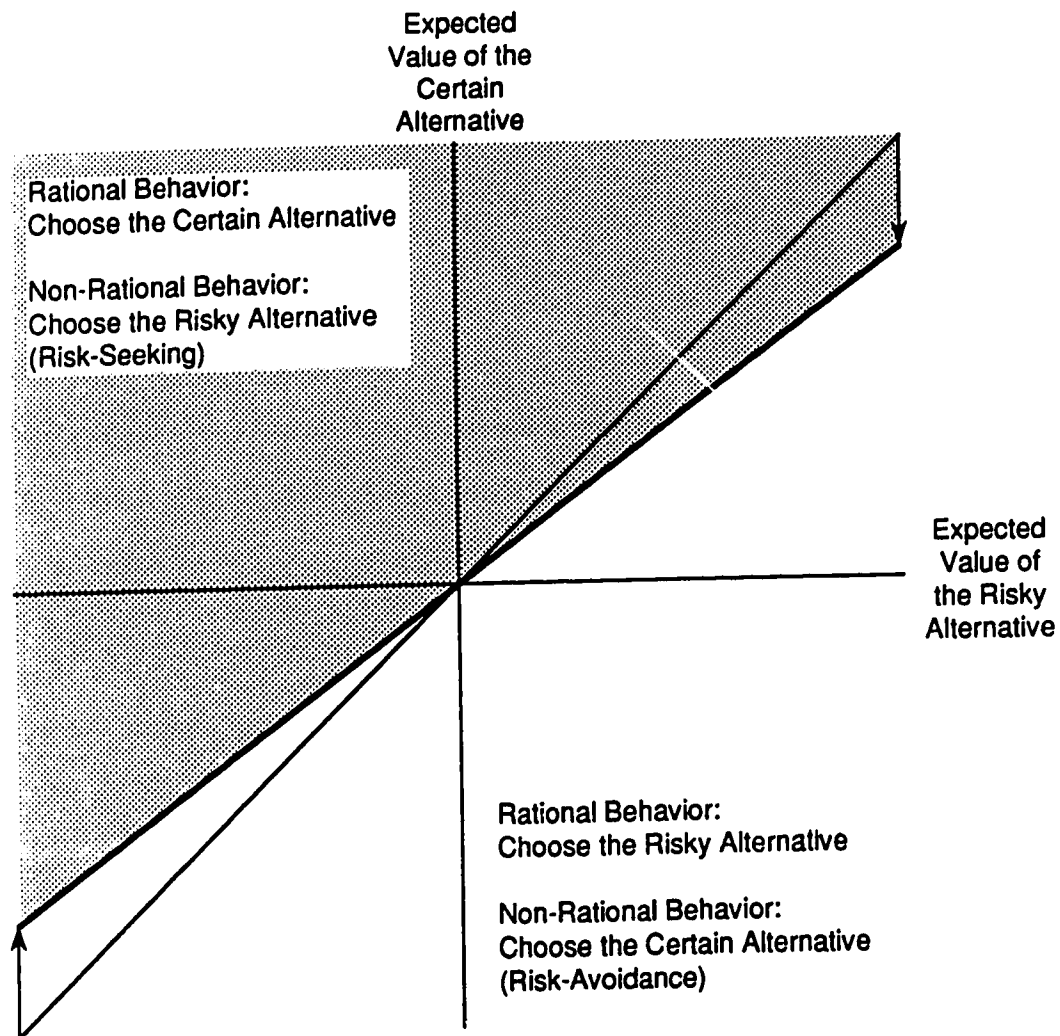 Expected
Value of the
Certain
Alternative
Rational Behavior:
Choose the Certain Alternative
Non-Rational Behavior:
Choose the Risky Alternative
(Risk-Seeking)
Expected
Value of
the Risky
Alternative
Rational Behavior:
Choose the Risky Alternative
Non-Rational Behavior:
Choose the Certain Alternative
(Risk-Avoidance)